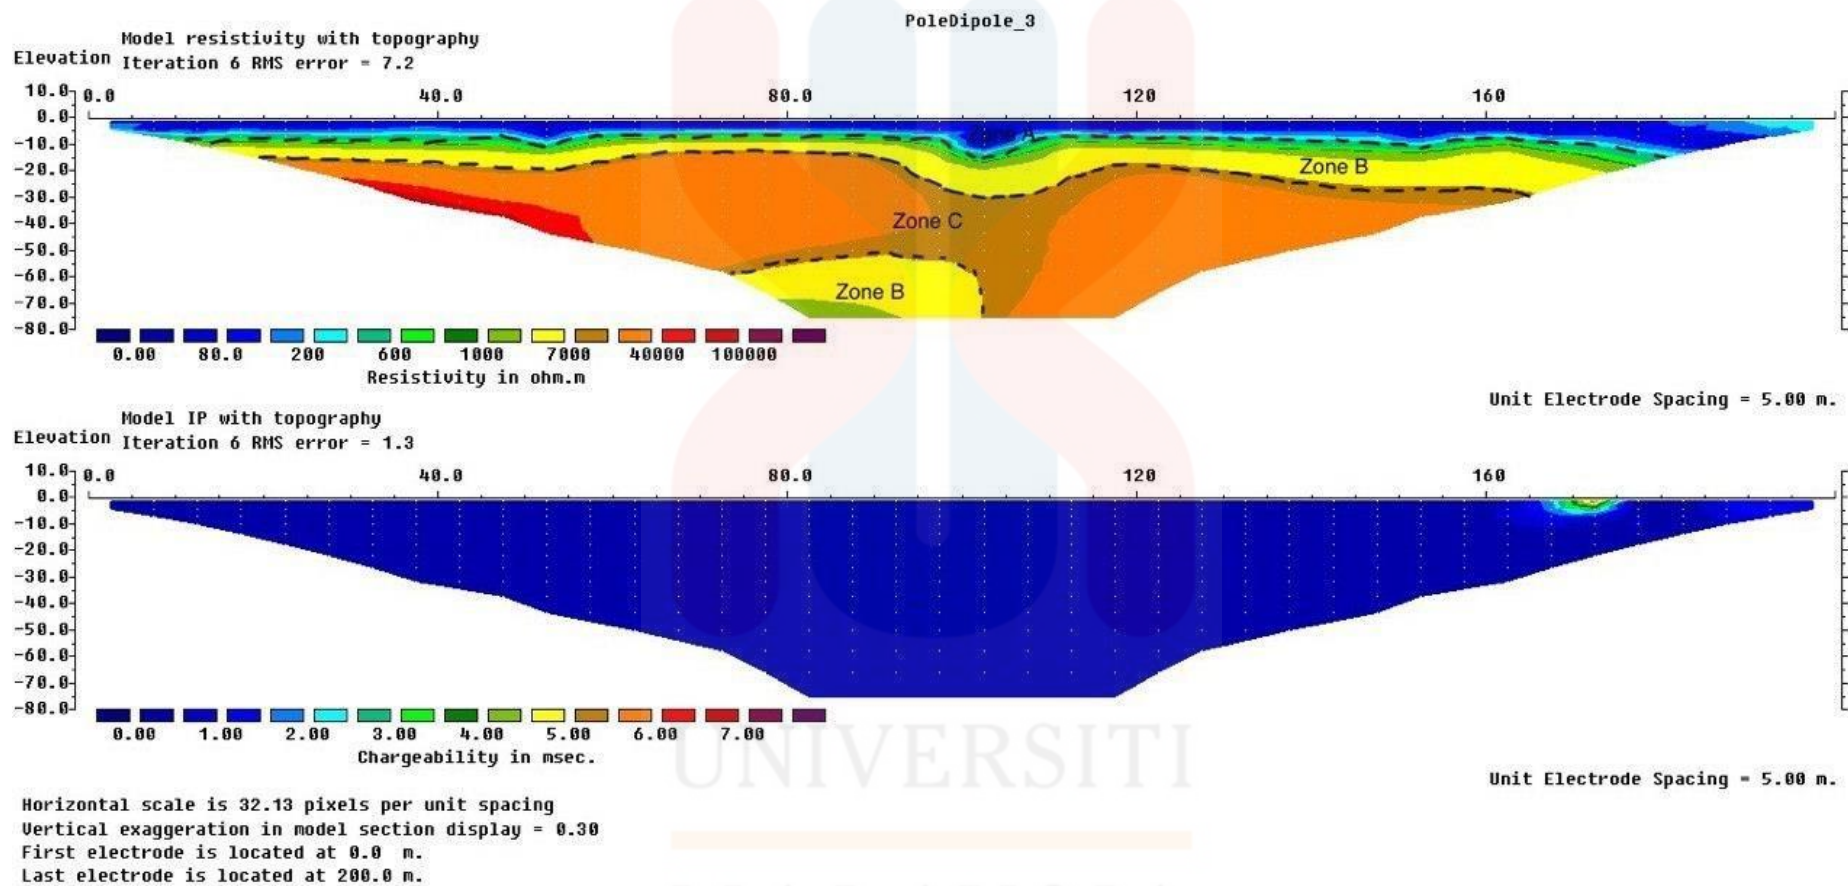 PoleDipole_3
Model resistivity with topography
Elevation Iteration 6 RMS error = 7.2
10.0 0.0 40.0 80.0 120 160
0.0
-10.0
-20.0
-30.0
-40.0
-50.0
-60.0
-70.0
-80.0
Zone A
Zone B
Zone C
Zone B
0.00 80.0 200 600 1000 7000 40000 100000
Resistivity in ohm.m
Unit Electrode Spacing = 5.00 m.
Model IP with topography
Elevation Iteration 6 RMS error = 1.3
10.0 0.0 40.0 80.0 120 160
0.0
-10.0
-20.0
-30.0
-40.0
-50.0
-60.0
-70.0
-80.0
0.00 1.00 2.00 3.00 4.00 5.00 6.00 7.00
Chargeability in msec.
UNIVERSITI
Unit Electrode Spacing = 5.00 m.
Horizontal scale is 32.13 pixels per unit spacing
Vertical exaggeration in model section display = 0.30
First electrode is located at 0.0 m.
Last electrode is located at 200.0 m.